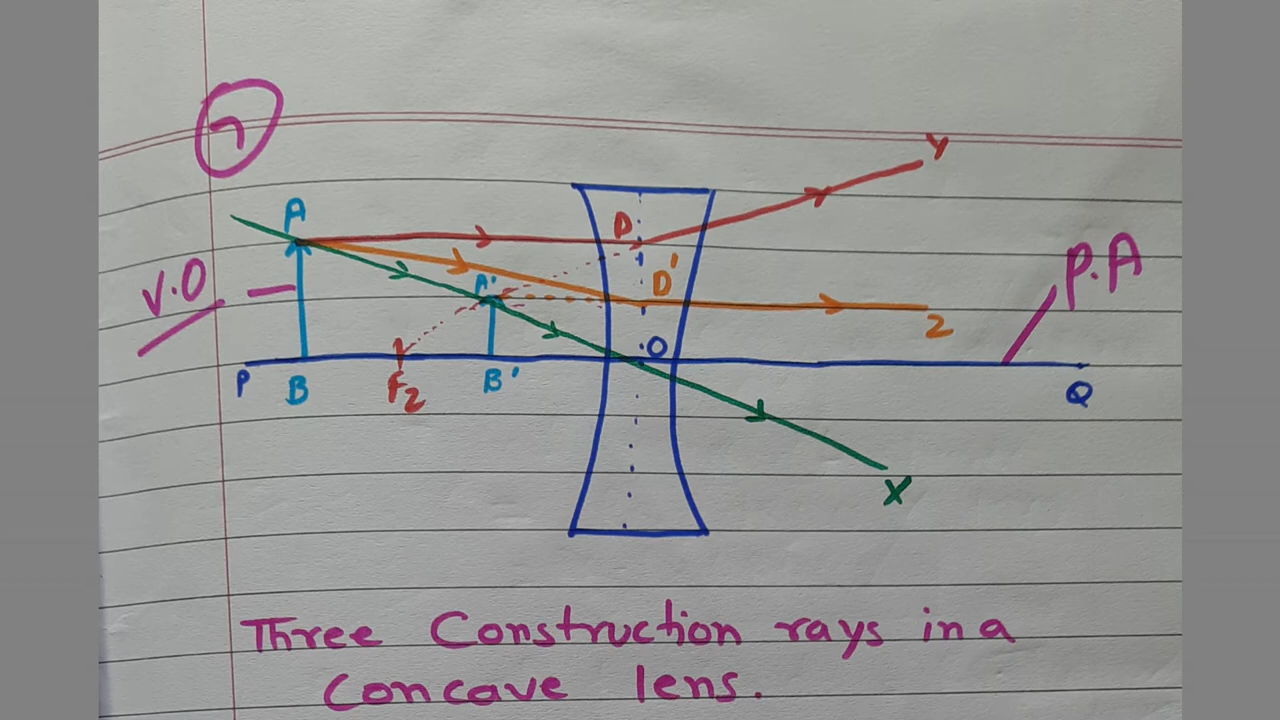 7
Y
A
D
V.O
A'
D'
P.A
Z
O
P
B
F2
B'
Q
X
Three Construction rays in a
Concave lens.